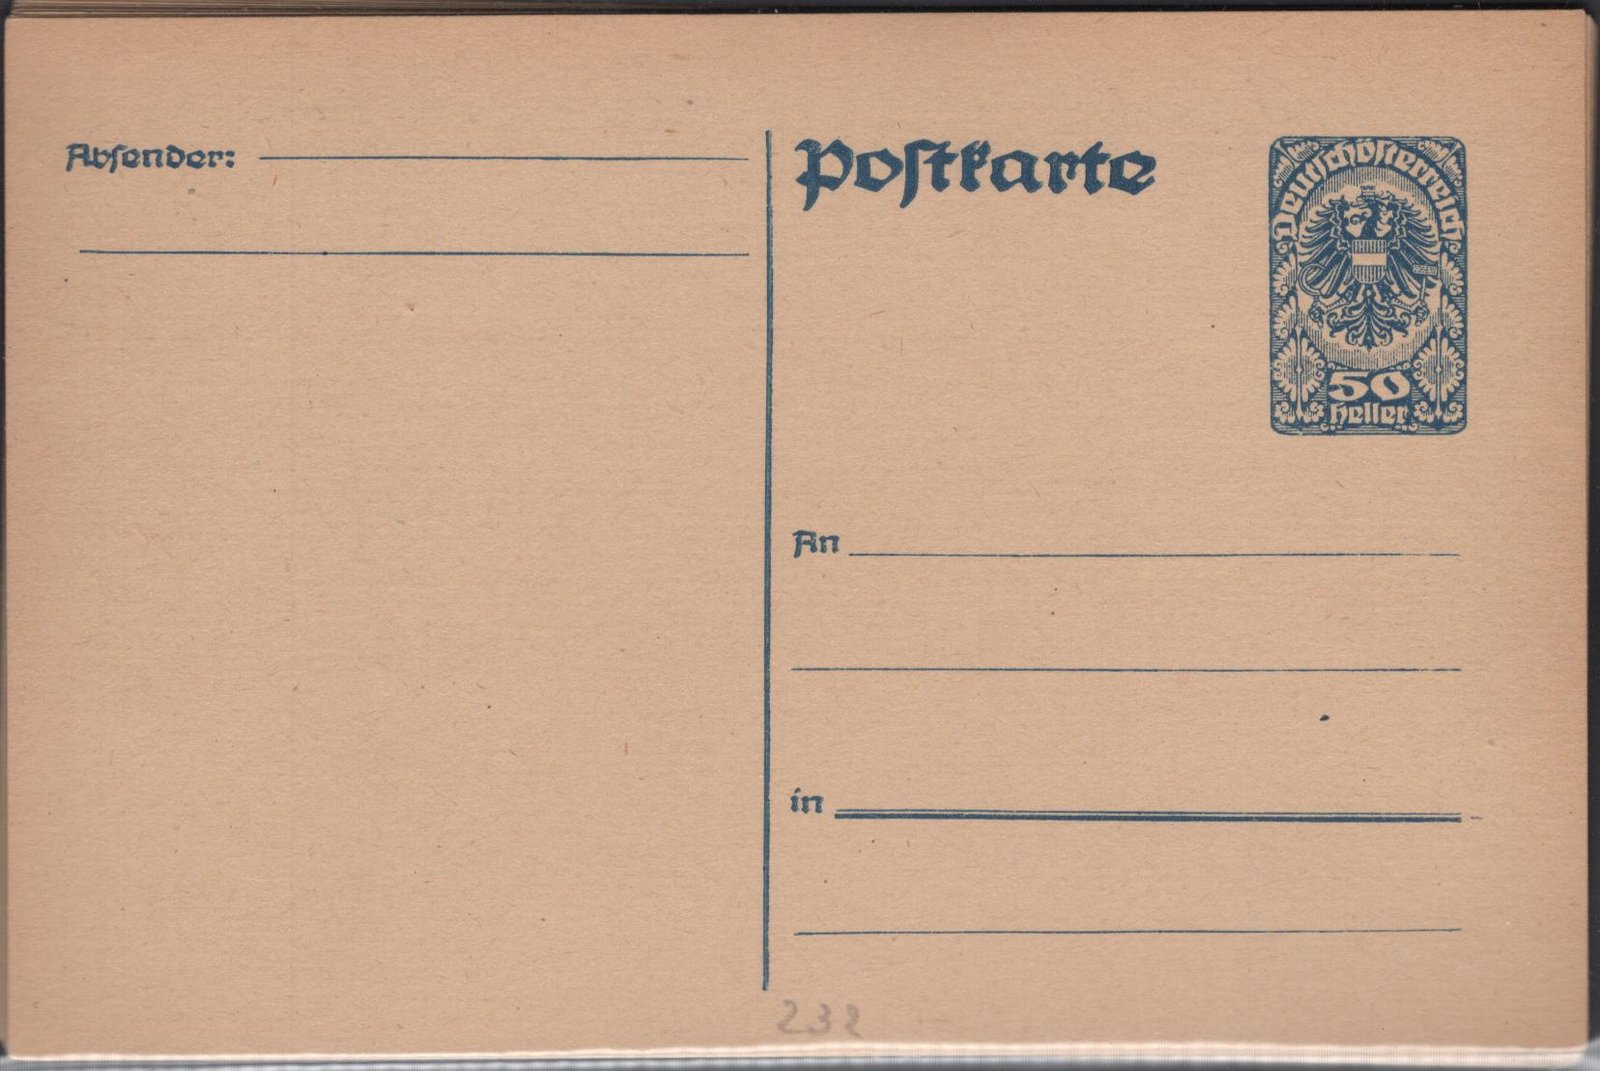 Absender:
Postkarte
Deutschösterreich
50
Heller
An
in
232